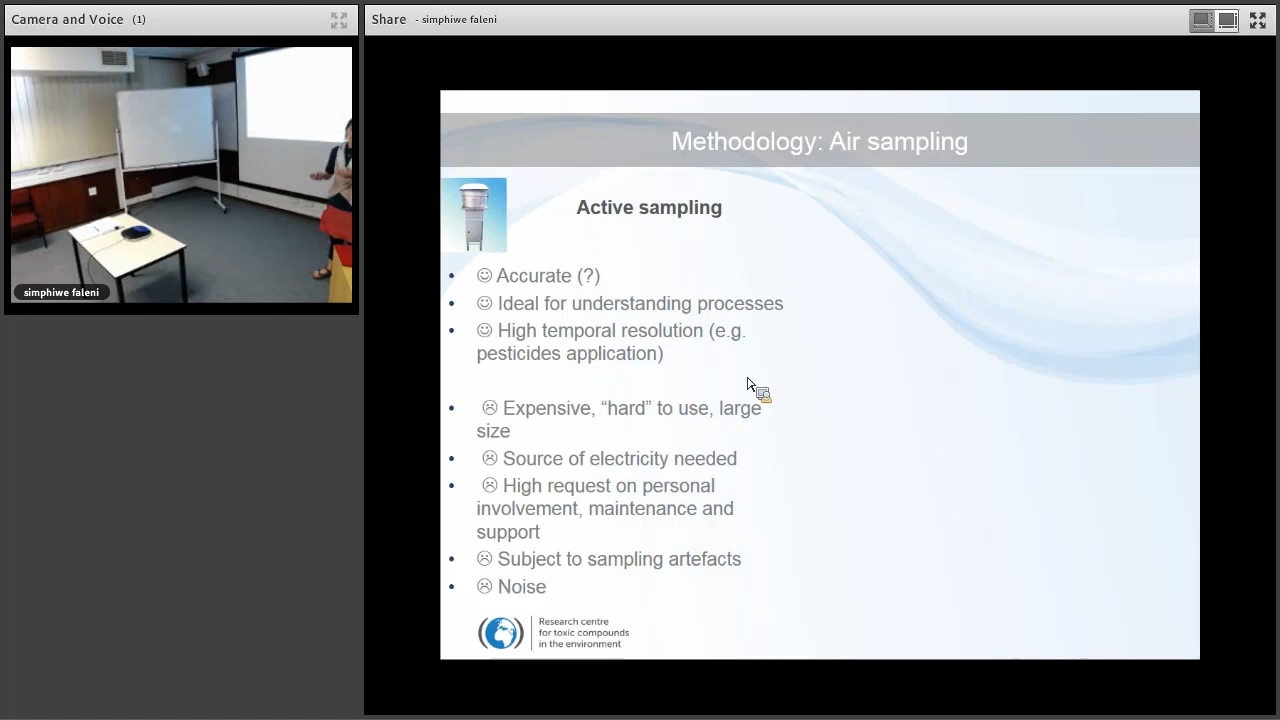 Camera and Voice (1)
Share - simphiwe faleni
simphiwe faleni
Methodology: Air sampling
Active sampling
• ☺ Accurate (?)
• ☺ Ideal for understanding processes
• ☺ High temporal resolution (e.g.
pesticides application)
• ☹ Expensive, “hard” to use, large
size
• ☹ Source of electricity needed
• ☹ High request on personal
involvement, maintenance and
support
• ☹ Subject to sampling artefacts
• ☹ Noise
Research centre
for toxic compounds
in the environment